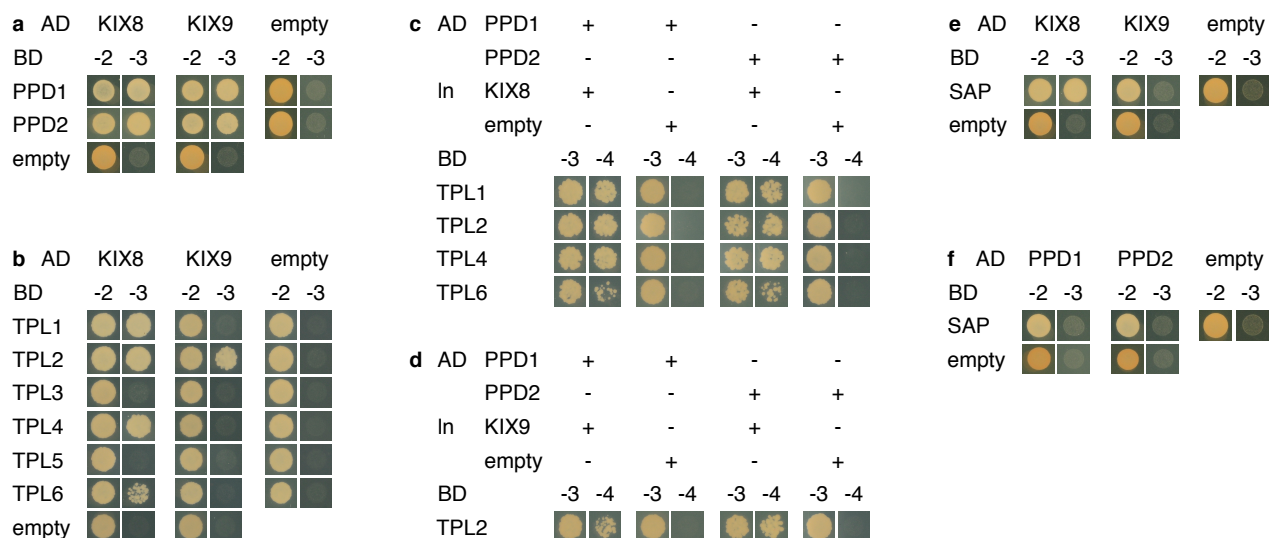 a AD KIX8 KIX9 empty
BD -2 -3 -2 -3 -2 -3
PPD1
PPD2
empty
b AD KIX8 KIX9 empty
BD -2 -3 -2 -3 -2 -3
TPL1
TPL2
TPL3
TPL4
TPL5
TPL6
empty
c AD PPD1 + + - -
PPD2 - - + +
In KIX8 + - + -
empty - + - +
BD -3 -4 -3 -4 -3 -4 -3 -4
TPL1
TPL2
TPL4
TPL6
d AD PPD1 + + - -
PPD2 - - + +
In KIX9 + - + -
empty - + - +
BD -3 -4 -3 -4 -3 -4 -3 -4
TPL2
e AD KIX8 KIX9 empty
BD -2 -3 -2 -3 -2 -3
SAP
empty
f AD PPD1 PPD2 empty
BD -2 -3 -2 -3 -2 -3
SAP
empty